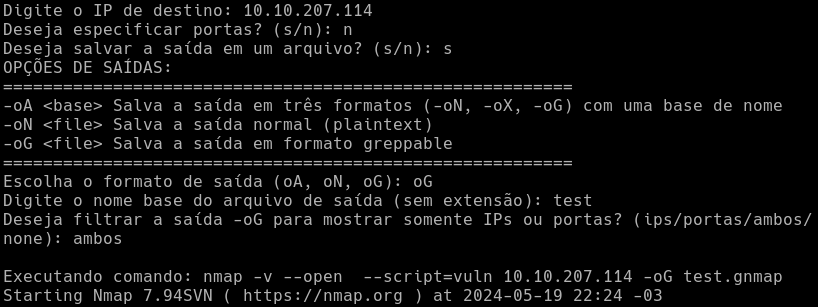 Digite o IP de destino: 10.10.207.114
Deseja especificar portas? (s/n): n
Deseja salvar a saída em um arquivo? (s/n): s
OPÇÕES DE SAÍDAS:
=========================================================
-oA <base> Salva a saída em três formatos (-oN, -oX, -oG) com uma base de nome
-oN <file> Salva a saída normal (plaintext)
-oG <file> Salva a saída em formato greppable
=========================================================
Escolha o formato de saída (oA, oN, oG): oG
Digite o nome base do arquivo de saída (sem extensão): test
Deseja filtrar a saída -oG para mostrar somente IPs ou portas? (ips/portas/ambos/
none): ambos
Executando comando: nmap -v --open  --script=vuln 10.10.207.114 -oG test.gnmap
Starting Nmap 7.94SVN ( https://nmap.org ) at 2024-05-19 22:24 -03